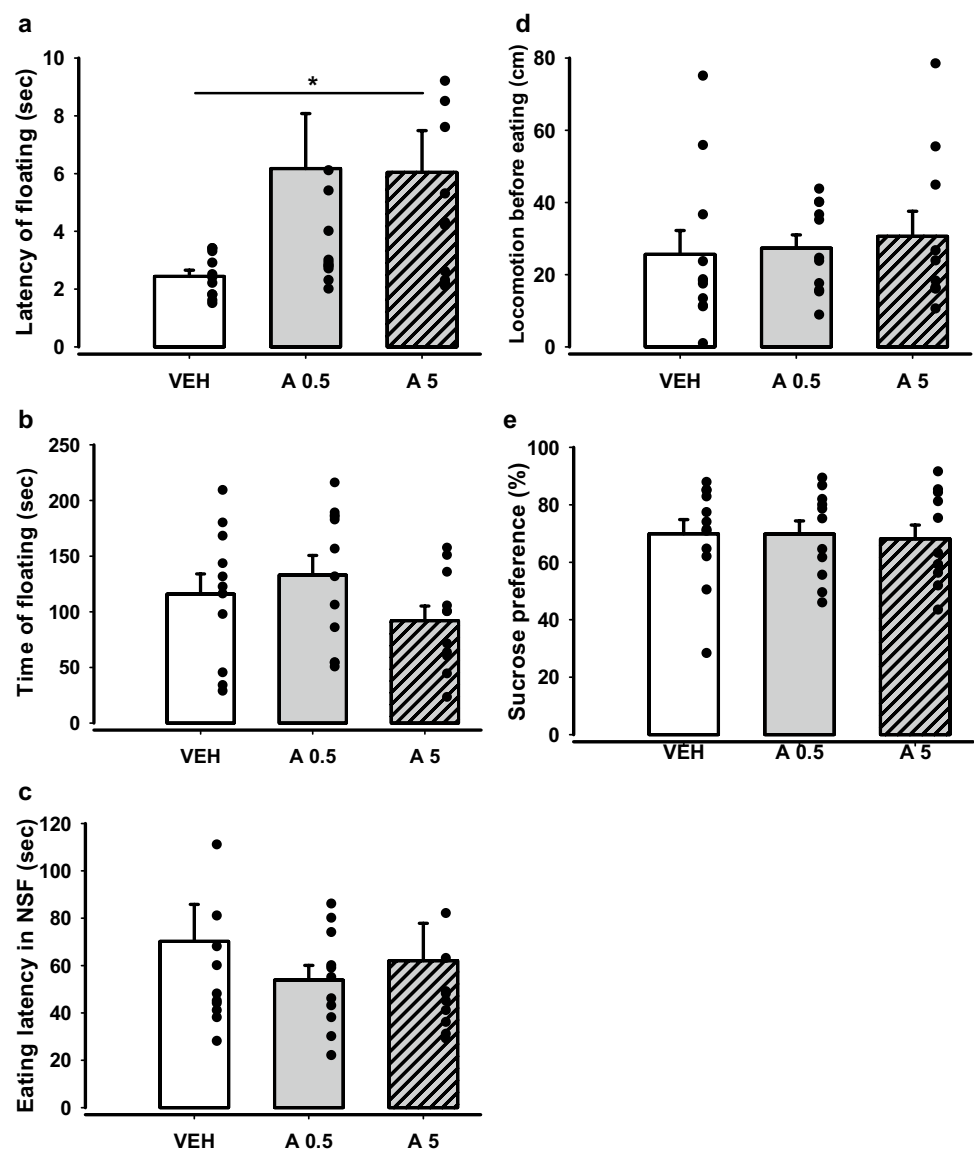 a
Latency of floating (sec)
10
8
6
4
2
0
*
VEH
A 0.5
A 5
b
Time of floating (sec)
250
200
150
100
50
0
VEH
A 0.5
A 5
c
Eating latency in NSF (sec)
120
100
80
60
40
20
0
VEH
A 0.5
A 5
d
Locomotion before eating (cm)
80
60
40
20
0
VEH
A 0.5
A 5
e
Sucrose preference (%)
100
80
60
40
20
0
VEH
A 0.5
A 5